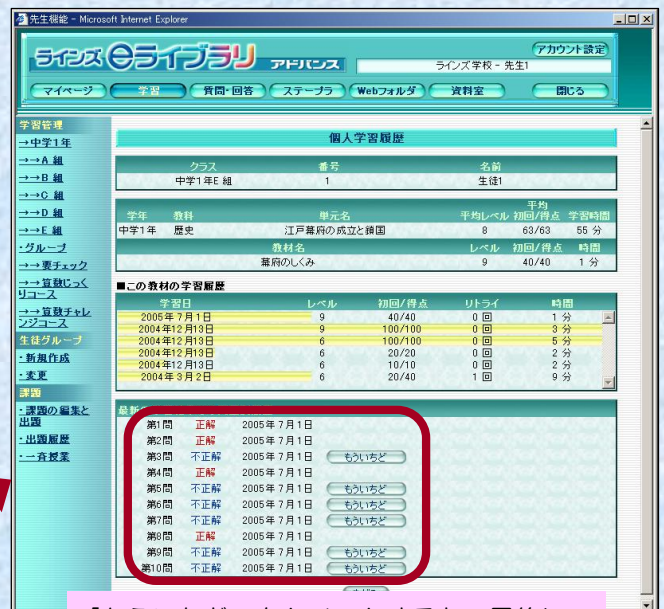 先生機能 - Microsoft Internet Explorer
ラインズ eライブラリ アドバンス
アカウント設定
ラインズ学校 - 先生1
マイページ 学習 質問・回答 ステープラ Webフォルダ 資料室 閉じる
学習管理
→中学1年
→→A 組
→→B 組
→→C 組
→→D 組
→→E 組
・グループ
→→要チェック
→→算数じっく
りコース
→→算数チャレ
ンジコース
生徒グループ
・新規作成
・変更
課題
・課題の編集と
出題
・出題履歴
・一斉授業
個人学習履歴
クラス 番号 名前
中学1年E 組 1 生徒1
学年 教科 単元名 平均レベル 平均初回/得点 学習時間
中学1年 歴史 江戸幕府の成立と鎖国 8 63/63 55 分
教材名 レベル 初回/得点 時間
幕府のしくみ 9 40/40 1 分
■この教材の学習履歴
学習日 レベル 初回/得点 リトライ 時間
2005年 7月 1日 9 40/40 0 回 1 分
2004年12月13日 9 100/100 0 回 3 分
2004年12月13日 6 100/100 0 回 5 分
2004年12月13日 6 20/20 0 回 2 分
2004年12月13日 6 10/10 0 回 2 分
2004年 3月 2日 6 20/40 1 回 9 分
最新
第1問 正解 2005年 7月 1日
第2問 正解 2005年 7月 1日
第3問 不正解 2005年 7月 1日 もういちど
第4問 正解 2005年 7月 1日
第5問 不正解 2005年 7月 1日 もういちど
第6問 不正解 2005年 7月 1日 もういちど
第7問 不正解 2005年 7月 1日 もういちど
第8問 正解 2005年 7月 1日
第9問 不正解 2005年 7月 1日 もういちど
第10問 不正解 2005年 7月 1日 もういちど